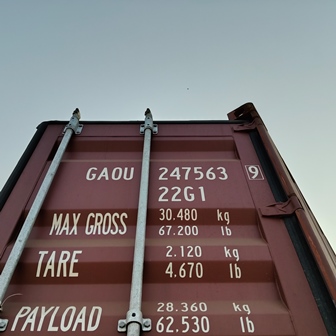 GAOU 247563 9
22G1
MAX GROSS 30.480 kg
67.200 lb
TARE 2.120 kg
4.670 lb
PAYLOAD 28.360 kg
62.530 lb